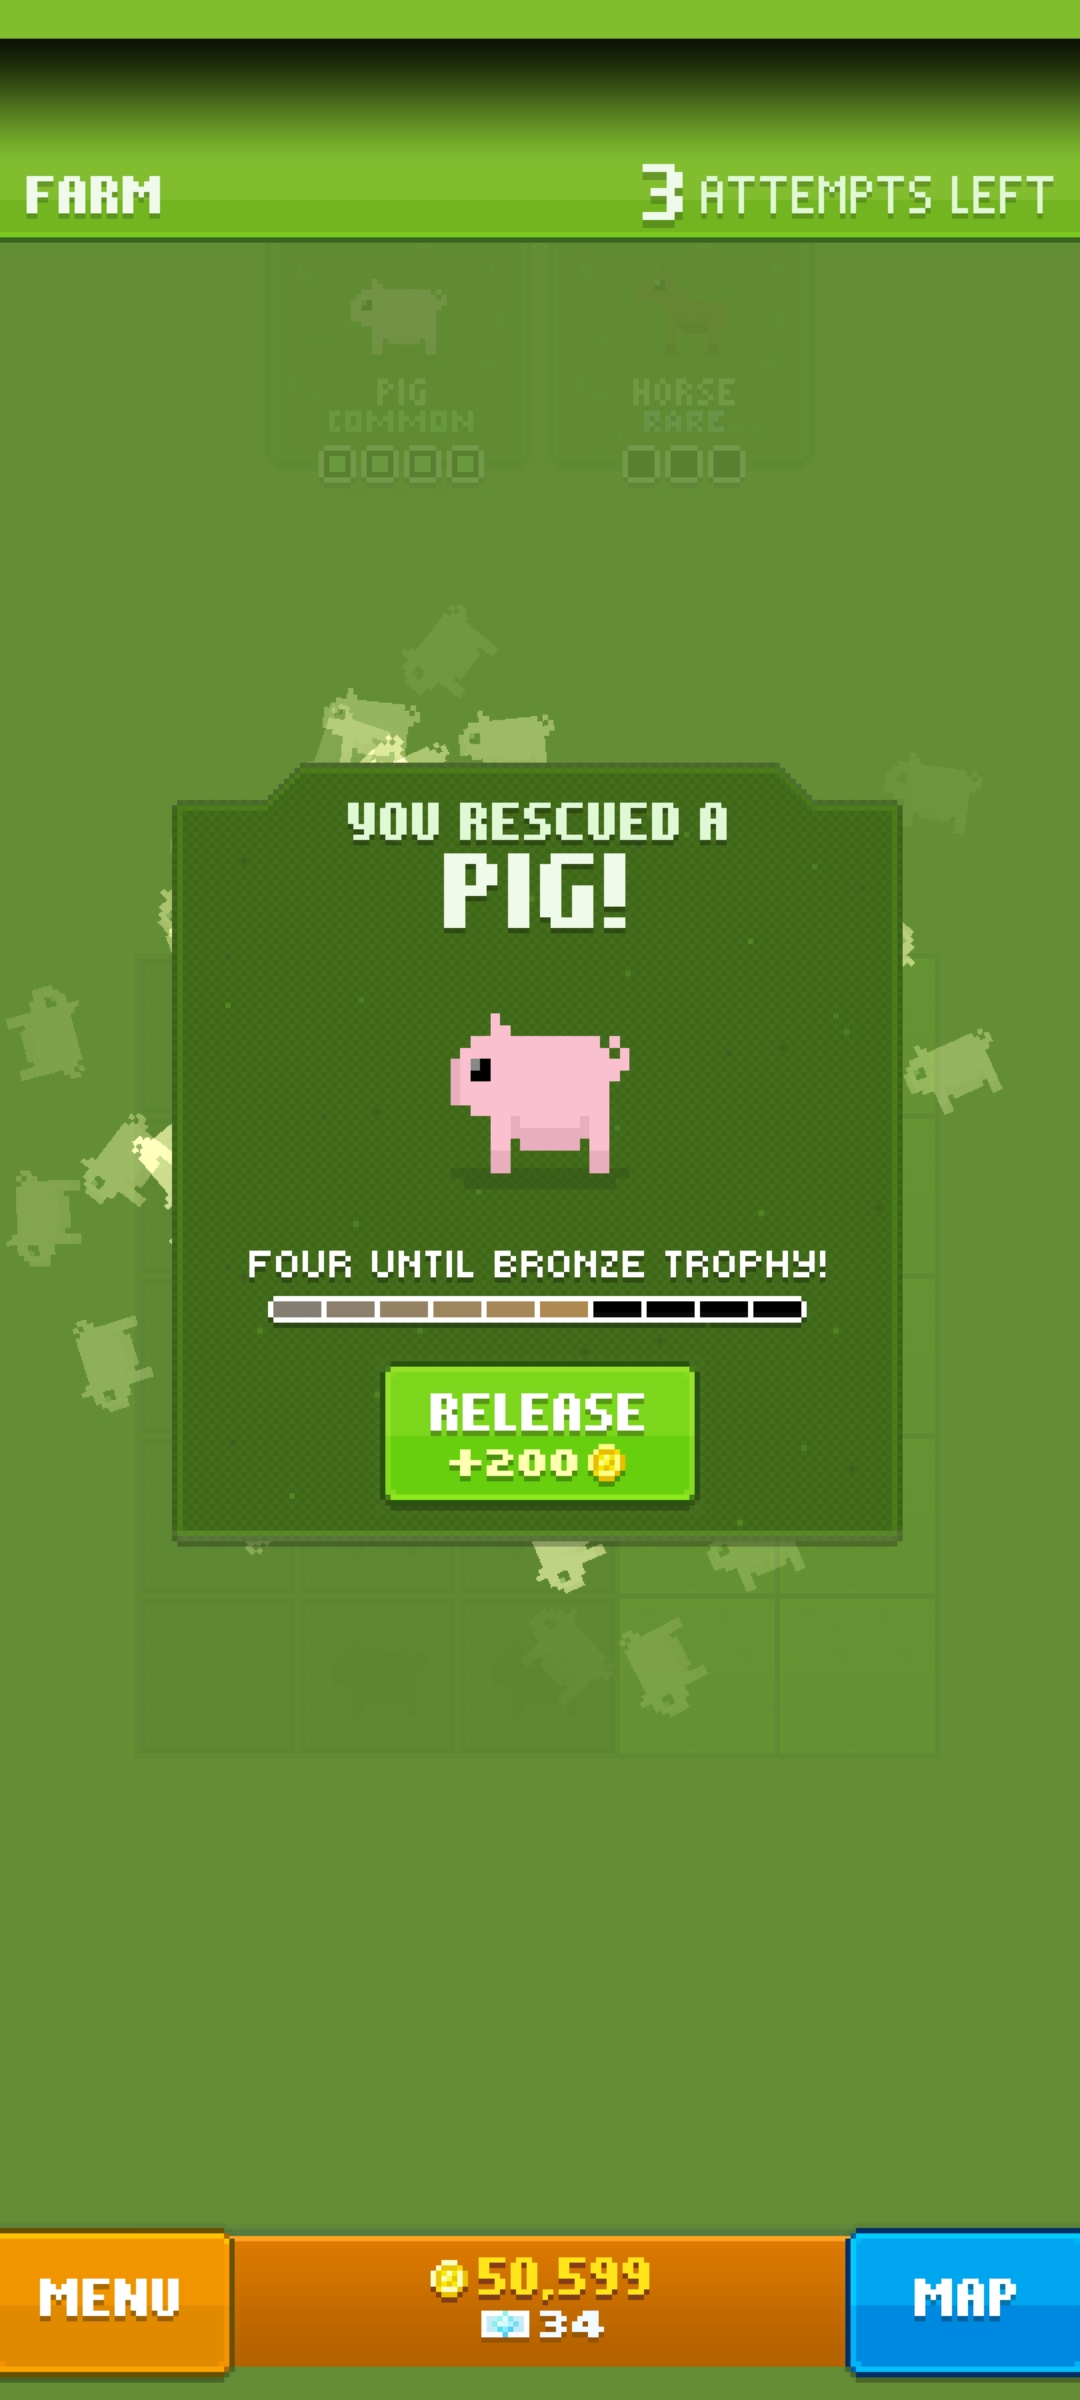 FARM
3 ATTEMPTS LEFT
PIG
COMMON
HORSE
RARE
YOU RESCUED A
PIG!
FOUR UNTIL BRONZE TROPHY!
RELEASE
+200
MENU
50,599
34
MAP